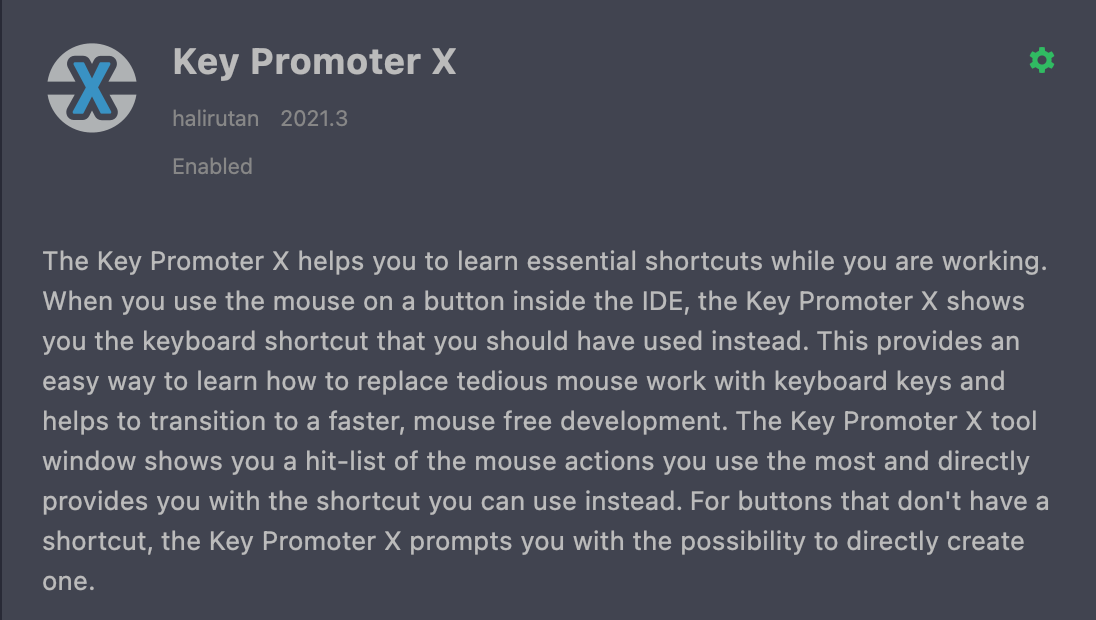 Key Promoter X
halirutan 2021.3
Enabled
The Key Promoter X helps you to learn essential shortcuts while you are working.
When you use the mouse on a button inside the IDE, the Key Promoter X shows
you the keyboard shortcut that you should have used instead. This provides an
easy way to learn how to replace tedious mouse work with keyboard keys and
helps to transition to a faster, mouse free development. The Key Promoter X tool
window shows you a hit-list of the mouse actions you use the most and directly
provides you with the shortcut you can use instead. For buttons that don't have a
shortcut, the Key Promoter X prompts you with the possibility to directly create
one.